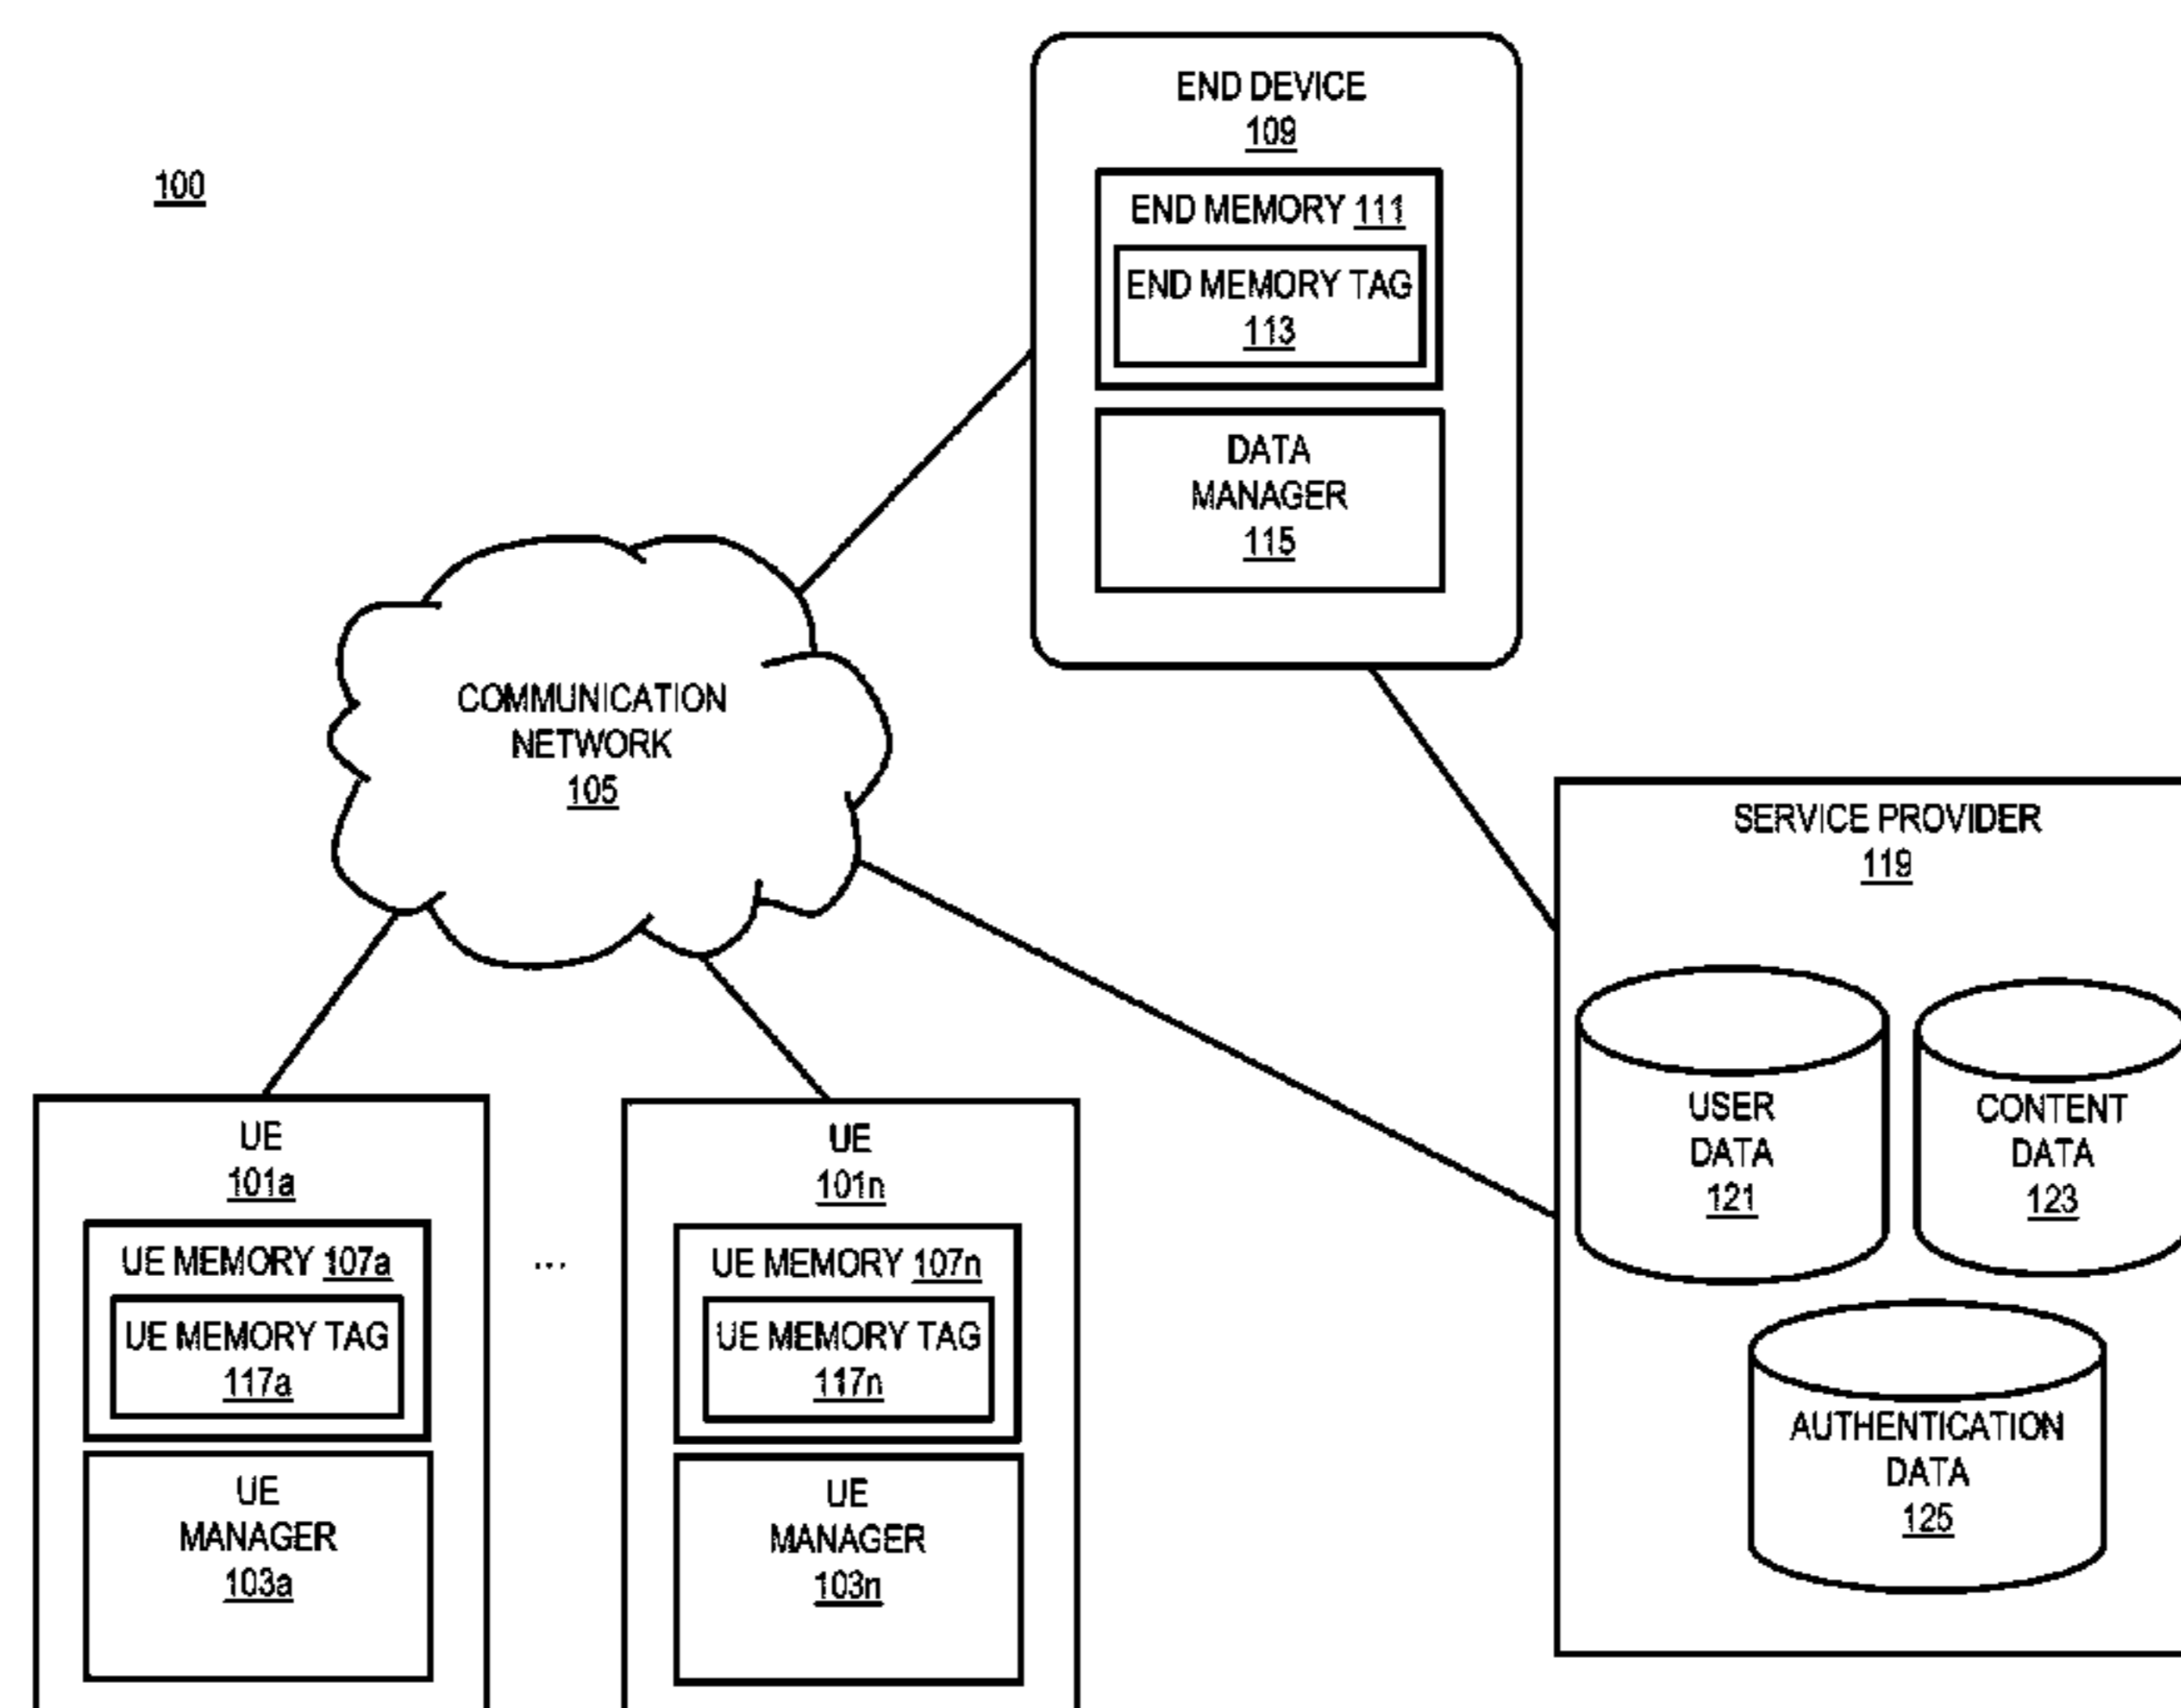 100
END DEVICE
109
END MEMORY 111
END MEMORY TAG
113
DATA
MANAGER
115
COMMUNICATION
NETWORK
105
SERVICE PROVIDER
119
USER
DATA
121
CONTENT
DATA
123
AUTHENTICATION
DATA
125
UE
101a
UE MEMORY 107a
UE MEMORY TAG
117a
UE
MANAGER
103a
...
UE
101n
UE MEMORY 107n
UE MEMORY TAG
117n
UE
MANAGER
103n